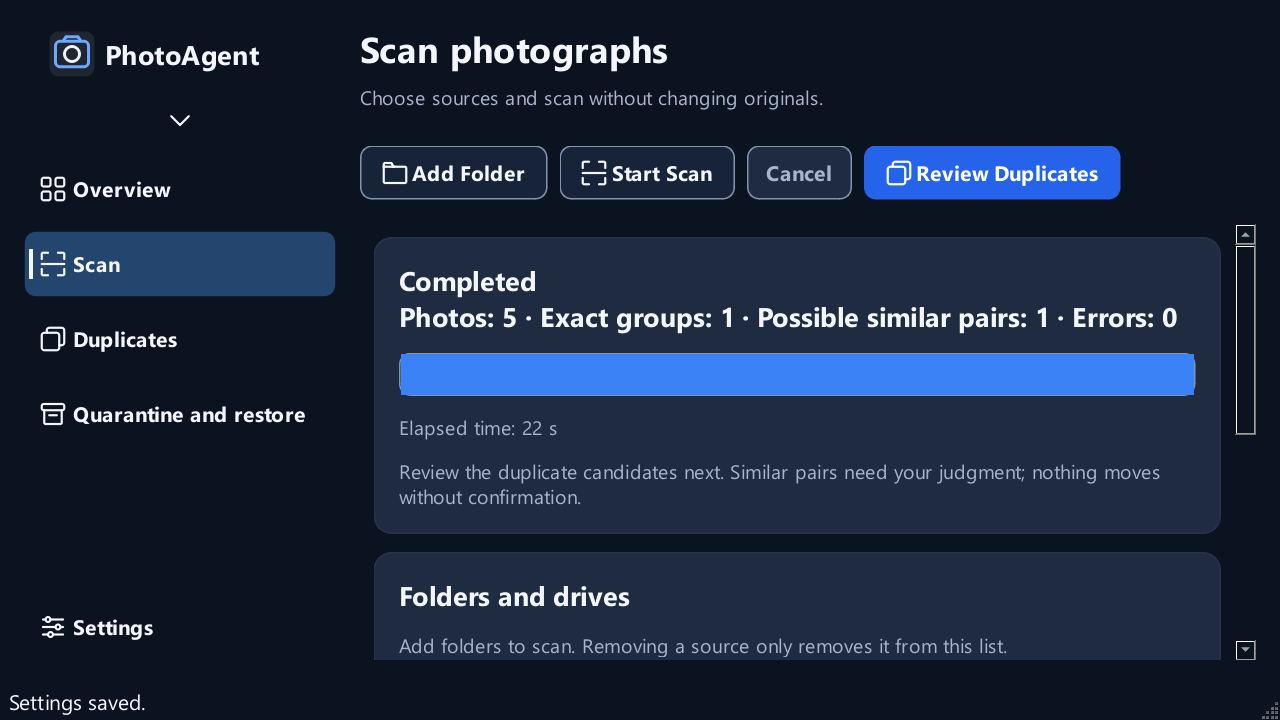 PhotoAgent
Overview
Scan
Duplicates
Quarantine and restore
Settings
Scan photographs
Choose sources and scan without changing originals.
Add Folder
Start Scan
Cancel
Review Duplicates
Completed
Photos: 5 · Exact groups: 1 · Possible similar pairs: 1 · Errors: 0
Elapsed time: 22 s
Review the duplicate candidates next. Similar pairs need your judgment; nothing moves
without confirmation.
Folders and drives
Add folders to scan. Removing a source only removes it from this list.
Settings saved.